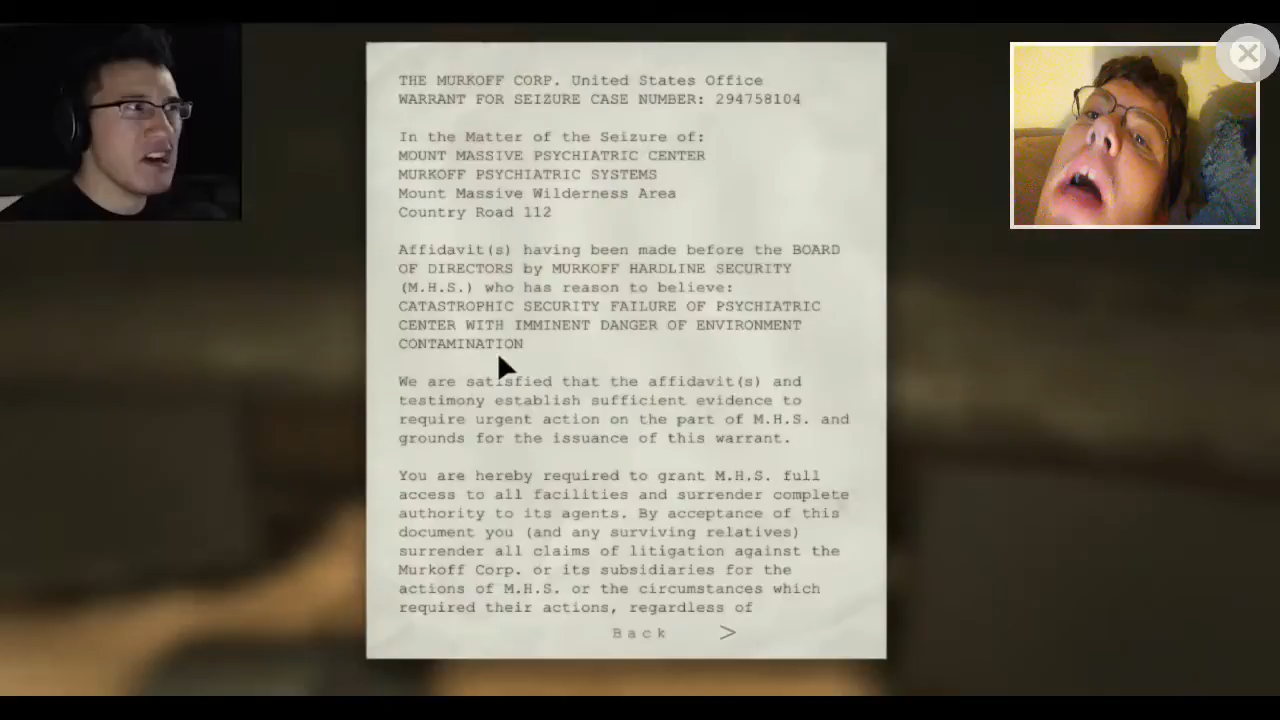 THE MURKOFF CORP. United States Office
WARRANT FOR SEIZURE CASE NUMBER: 294758104
In the Matter of the Seizure of:
MOUNT MASSIVE PSYCHIATRIC CENTER
MURKOFF PSYCHIATRIC SYSTEMS
Mount Massive Wilderness Area
Country Road 112
Affidavit(s) having been made before the BOARD
OF DIRECTORS by MURKOFF HARDLINE SECURITY
(M.H.S.) who has reason to believe:
CATASTROPHIC SECURITY FAILURE OF PSYCHIATRIC
CENTER WITH IMMINENT DANGER OF ENVIRONMENT
CONTAMINATION
We are satisfied that the affidavit(s) and
testimony establish sufficient evidence to
require urgent action on the part of M.H.S. and
grounds for the issuance of this warrant.
You are hereby required to grant M.H.S. full
access to all facilities and surrender complete
authority to its agents. By acceptance of this
document you (and any surviving relatives)
surrender all claims of litigation against the
Murkoff Corp. or its subsidiaries for the
actions of M.H.S. or the circumstances which
required their actions, regardless of
Back >